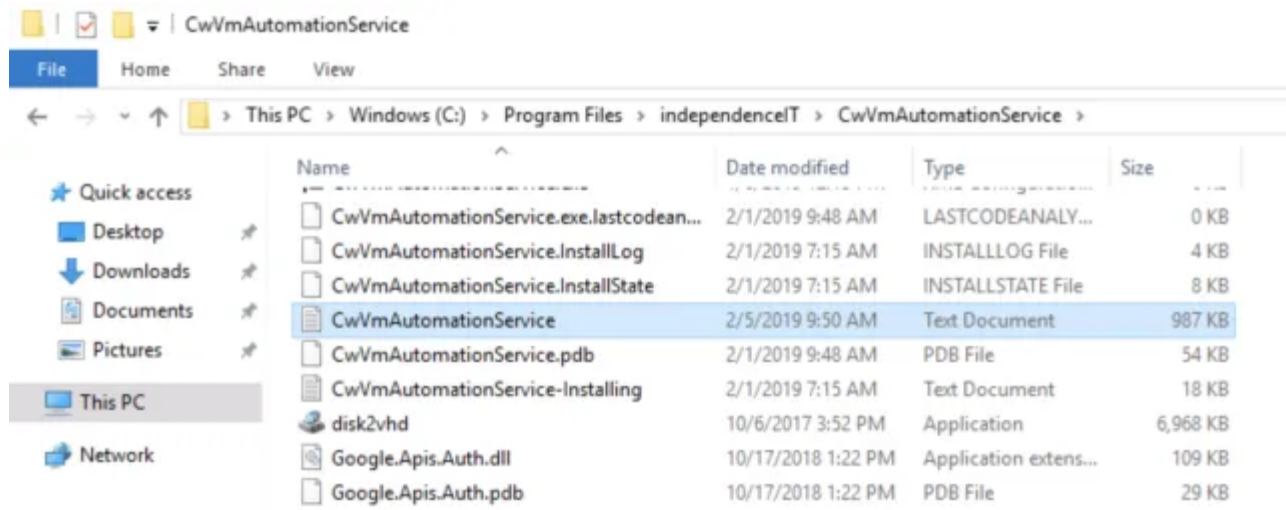 CwVmAutomationService
File Home Share View
This PC > Windows (C:) > Program Files > independenceIT > CwVmAutomationService >
Name Date modified Type Size
Quick access
Desktop
Downloads
Documents
Pictures
This PC
Network
CwVmAutomationService.exe.lastcodean... 2/1/2019 9:48 AM LASTCODEANALY... 0 KB
CwVmAutomationService.InstallLog 2/1/2019 7:15 AM INSTALLLOG File 4 KB
CwVmAutomationService.InstallState 2/1/2019 7:15 AM INSTALLSTATE File 8 KB
CwVmAutomationService 2/5/2019 9:50 AM Text Document 987 KB
CwVmAutomationService.pdb 2/1/2019 9:48 AM PDB File 54 KB
CwVmAutomationService-Installing 2/1/2019 7:15 AM Text Document 18 KB
disk2vhd 10/6/2017 3:52 PM Application 6,968 KB
Google.Apis.Auth.dll 10/17/2018 1:22 PM Application extens... 109 KB
Google.Apis.Auth.pdb 10/17/2018 1:22 PM PDB File 29 KB